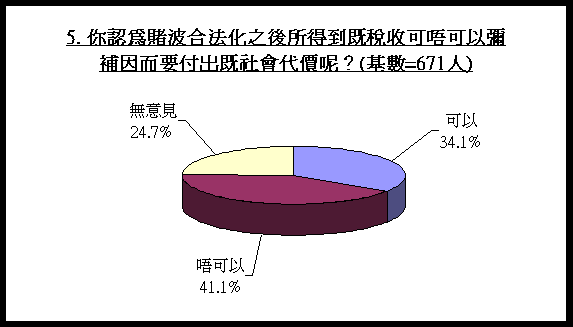 5. 你認為賭波合法化之後所得到既稅收可唔可以彌
補因而要付出既社會代價呢？(基數=671人)
無意見
24.7%
可以
34.1%
唔可以
41.1%